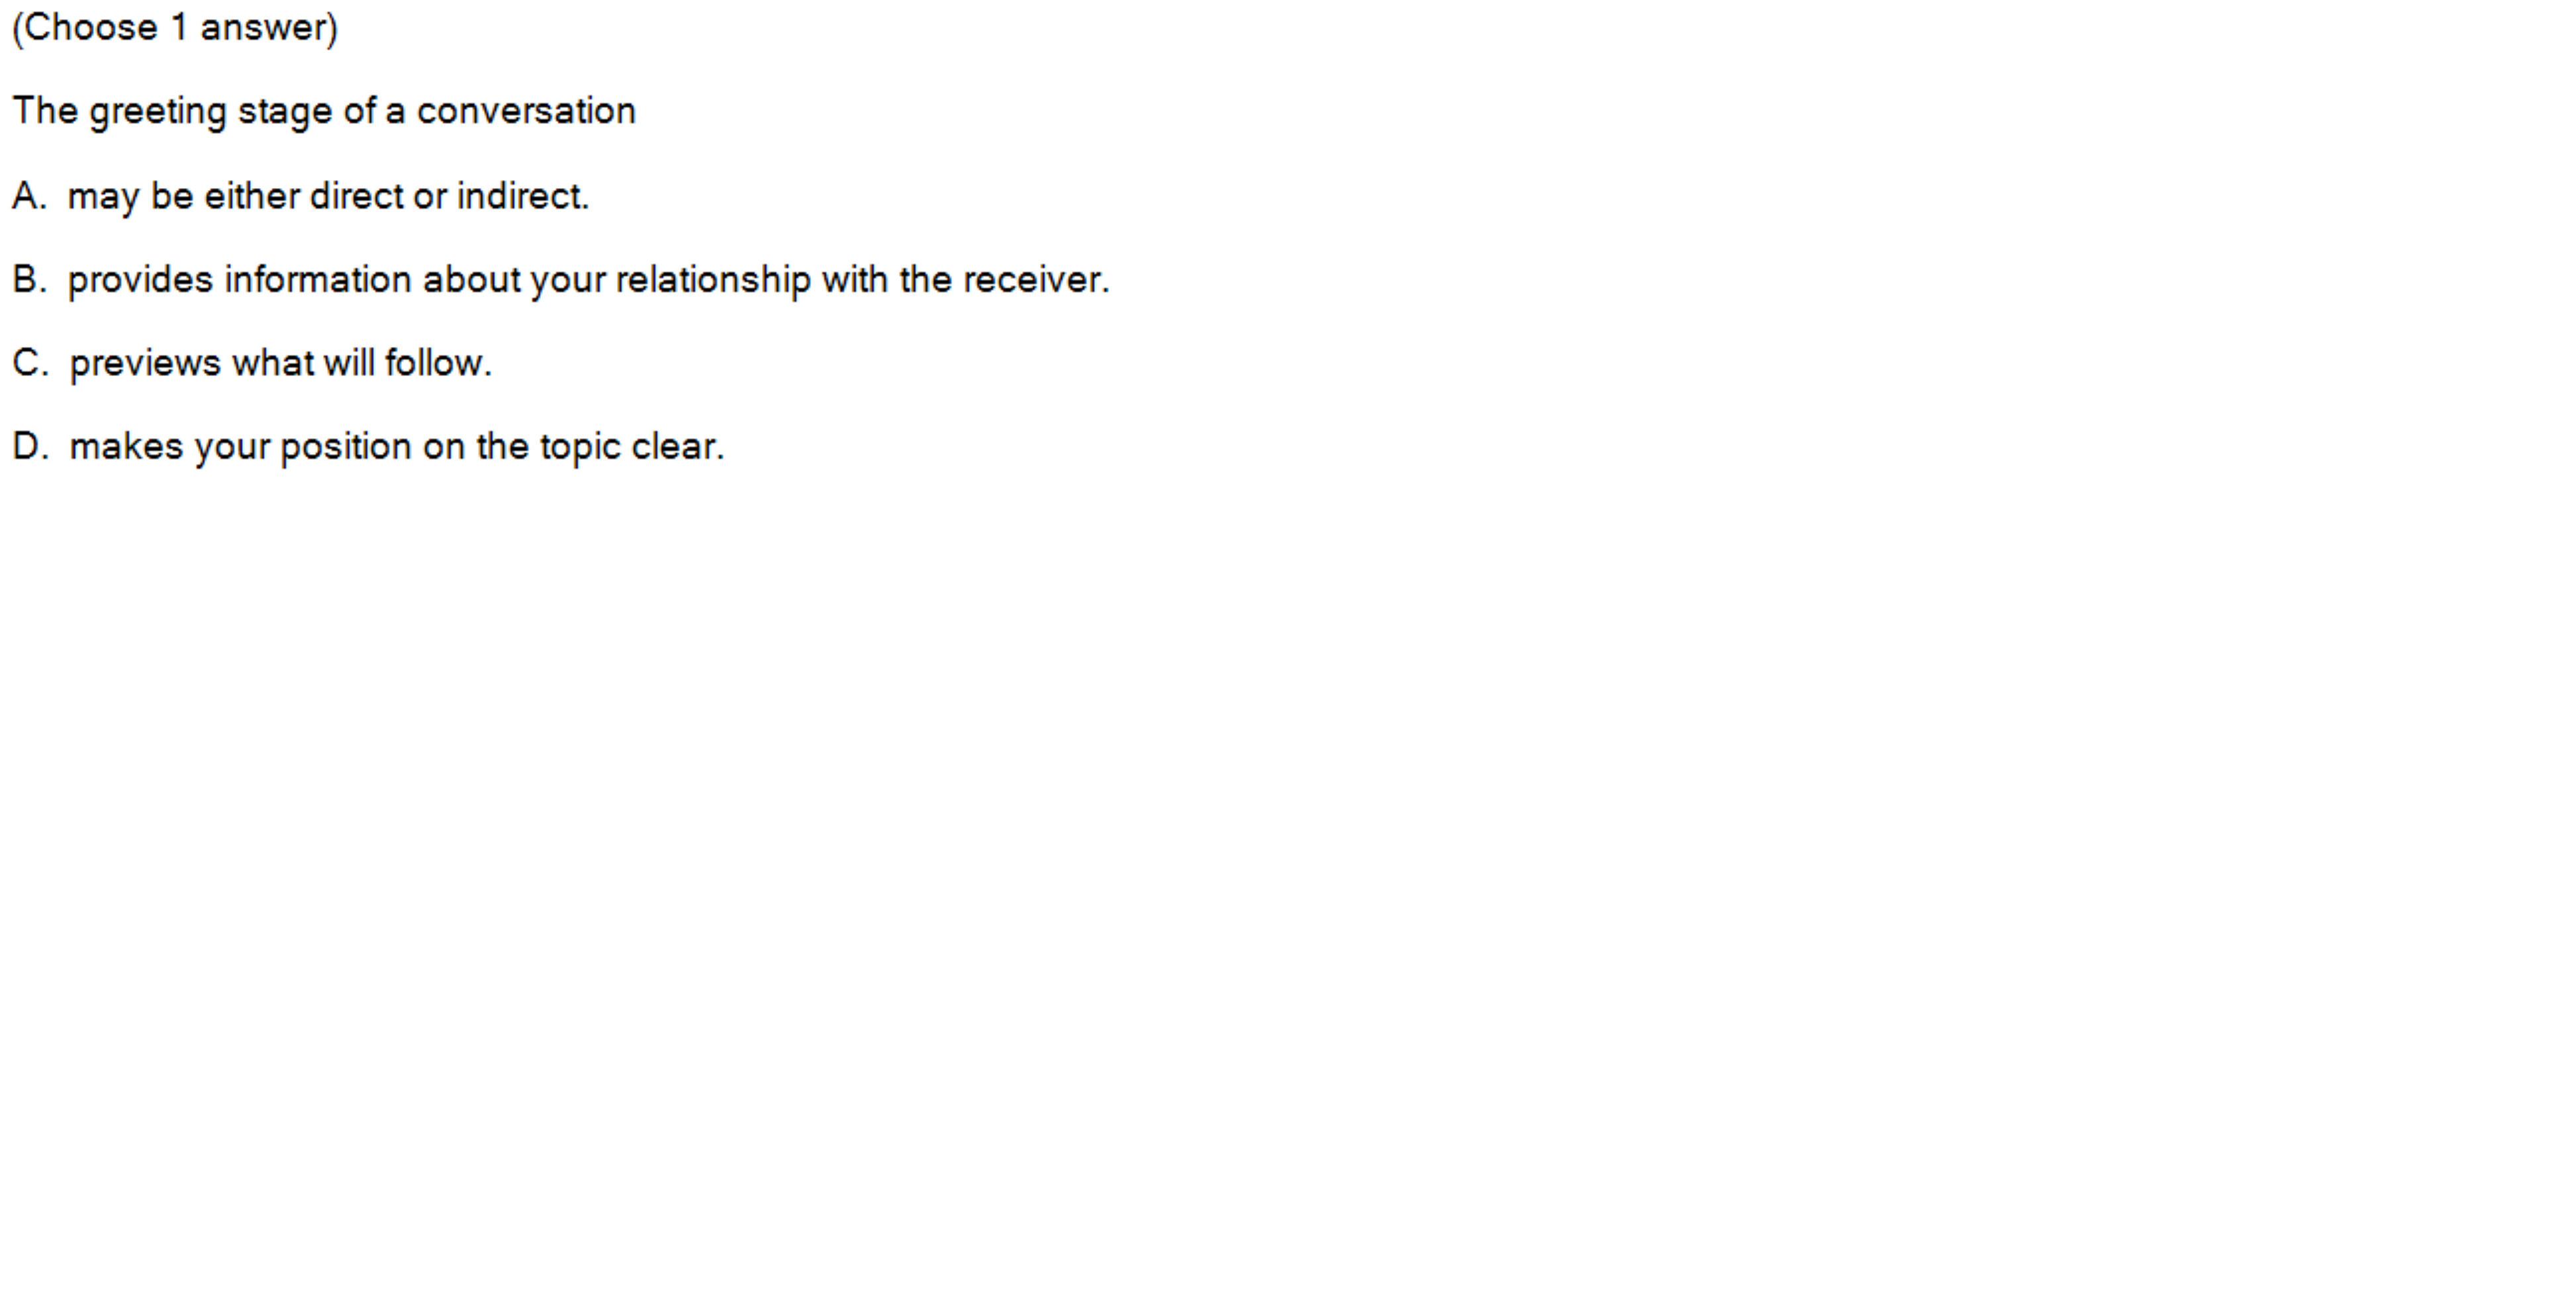 (Choose 1 answer)
The greeting stage of a conversation
A. may be either direct or indirect.
B. provides information about your relationship with the receiver.
C. previews what will follow.
D. makes your position on the topic clear.